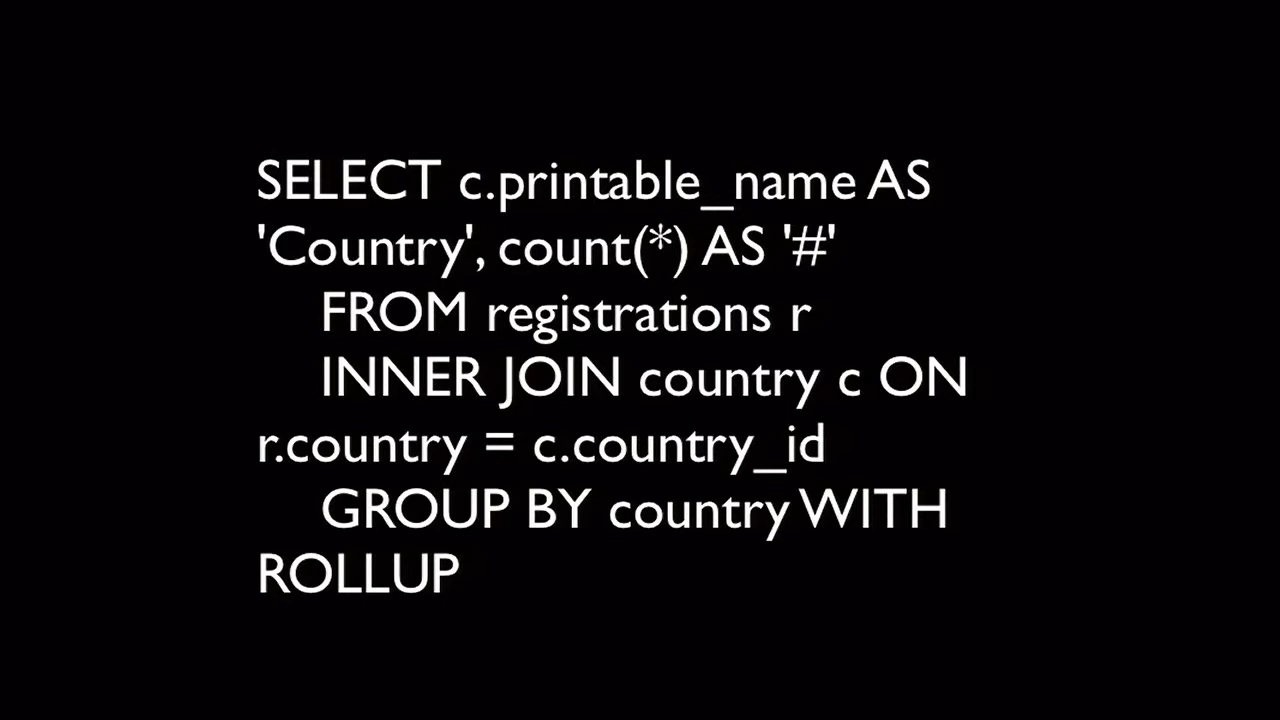 SELECT c.printable_name AS
'Country', count(*) AS '#'
FROM registrations r
INNER JOIN country c ON
r.country = c.country_id
GROUP BY country WITH
ROLLUP